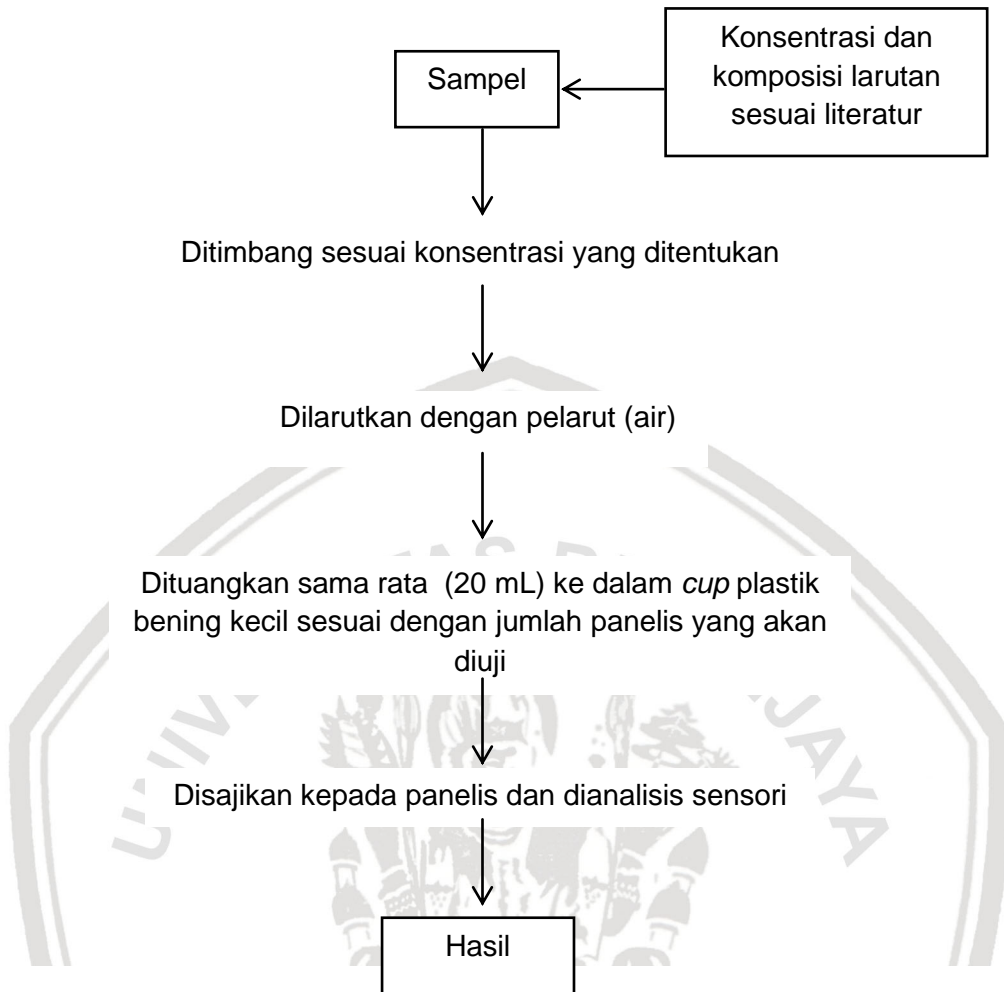 Sampel
Konsentrasi dan
komposisi larutan
sesuai literatur
Ditimbang sesuai konsentrasi yang ditentukan
Dilarutkan dengan pelarut (air)
Dituangkan sama rata  (20 mL) ke dalam cup plastik
bening kecil sesuai dengan jumlah panelis yang akan
diuji
Disajikan kepada panelis dan dianalisis sensori
Hasil